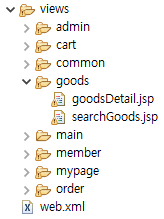 views
admin
cart
common
goods
goodsDetail.jsp
searchGoods.jsp
main
member
mypage
order
web.xml